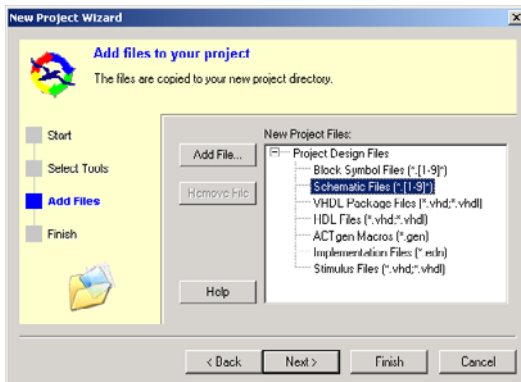 New Project Wizard
Add files to your project
The files are copied to your new project directory.
Start
Select Tools
Add Files
Finish
Add File...
Remove File
Help
New Project Files:
Project Design Files
Block Symbol Files (*.[1-9]*)
Schematic Files (*.[1-9]*)
VHDL Package Files (*.vhd;*.vhdl)
HDL Files (*.vhd;*.vhdl)
ACTgen Macros (*.gen)
Implementation Files (*.edn)
Stimulus Files (*.vhd;*.vhdl)
< Back
Next >
Finish
Cancel